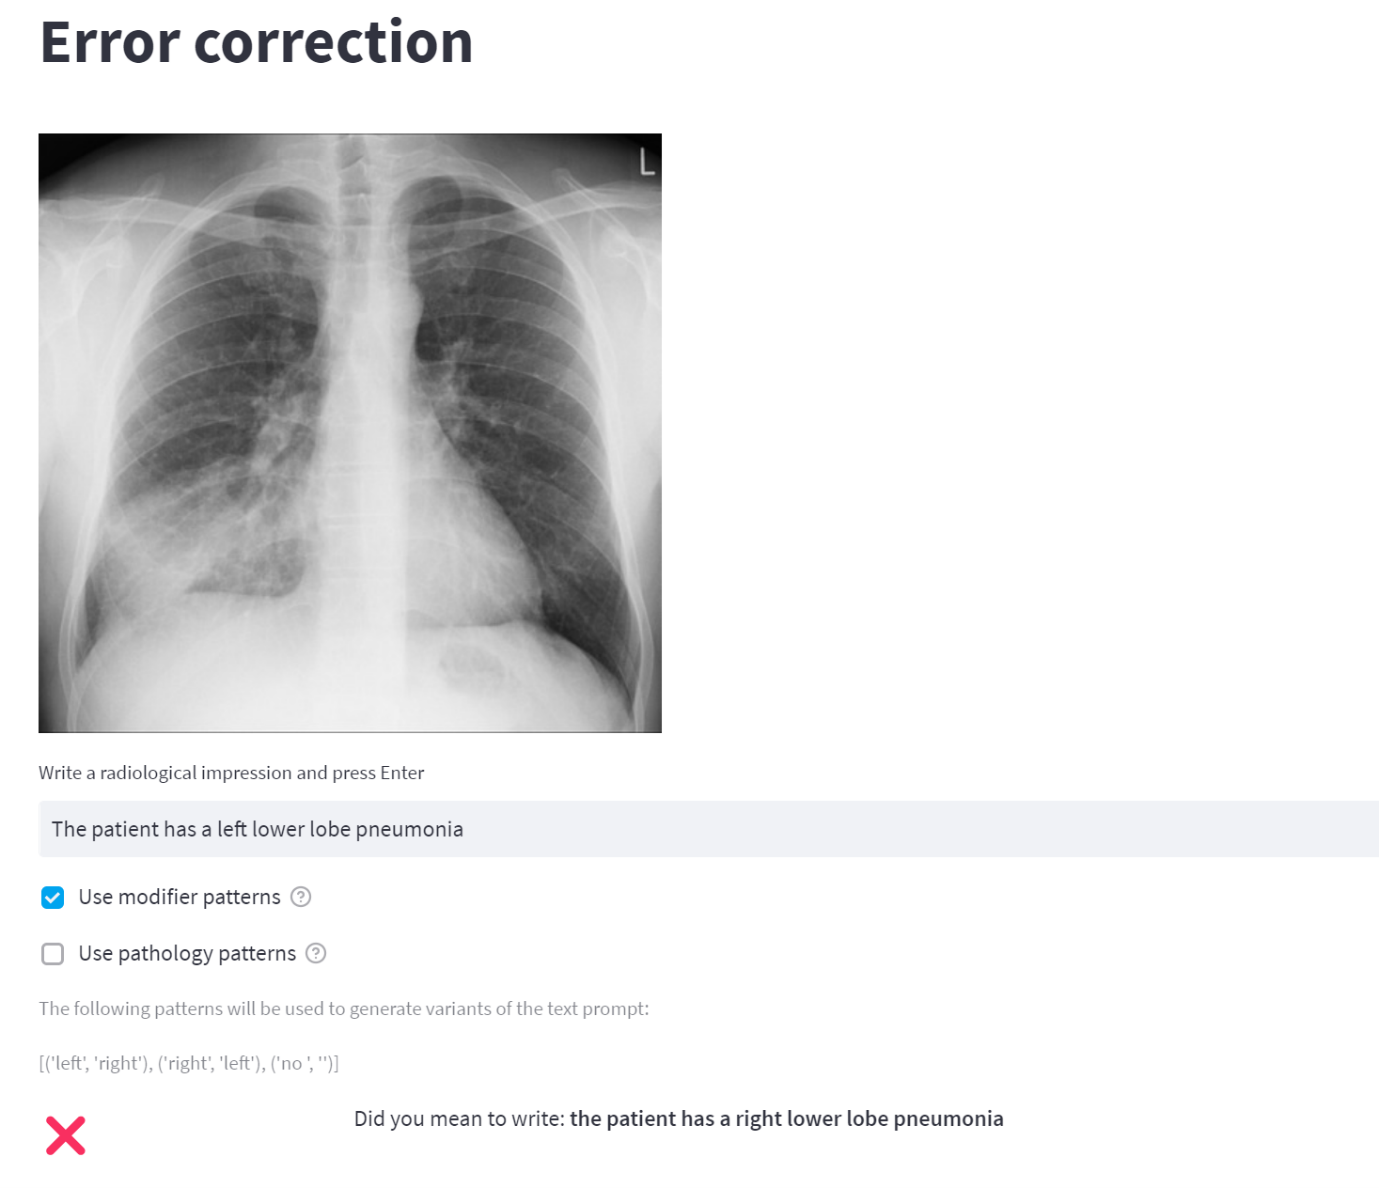 Error correction
L
Write a radiological impression and press Enter
The patient has a left lower lobe pneumonia
Use modifier patterns ?
Use pathology patterns ?
The following patterns will be used to generate variants of the text prompt:
[('left', 'right'), ('right', 'left'), ('no ', '')]
Did you mean to write: the patient has a right lower lobe pneumonia